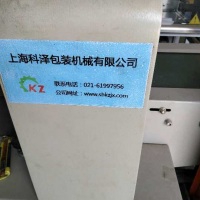 上海科泽包装机械有限公司
KZ
联系电话：021-61997956
公司网址：www.shkzjx.com